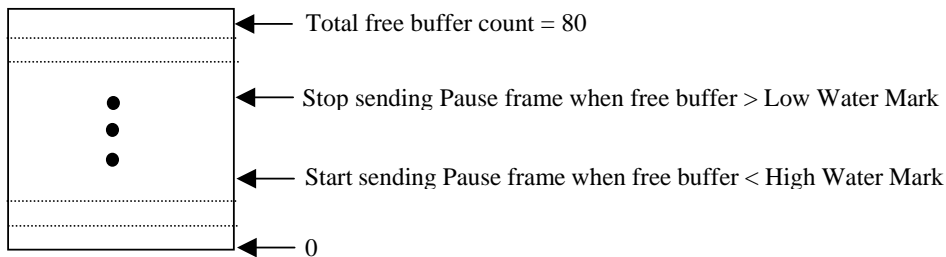 Total free buffer count = 80
Stop sending Pause frame when free buffer > Low Water Mark
Start sending Pause frame when free buffer < High Water Mark
0